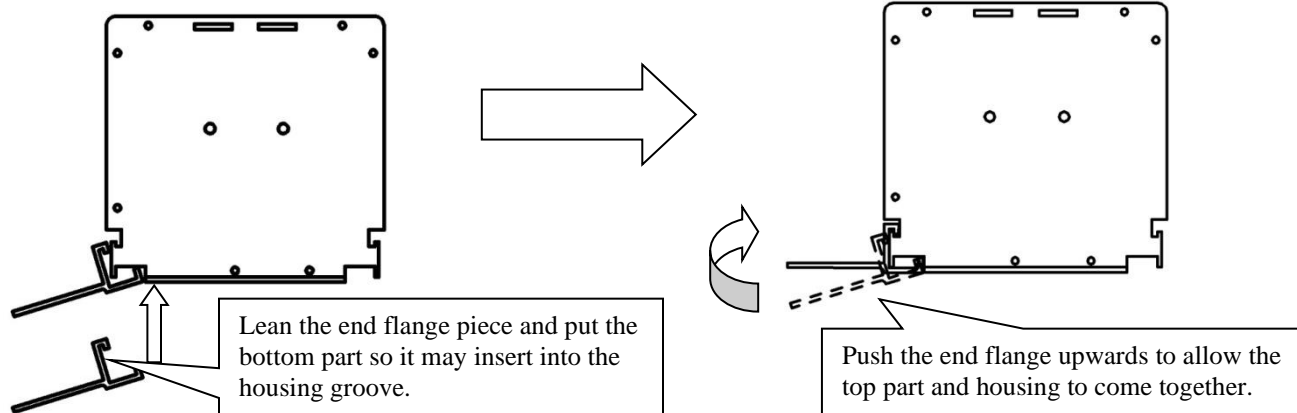 Lean the end flange piece and put the
bottom part so it may insert into the
housing groove.
Push the end flange upwards to allow the
top part and housing to come together.